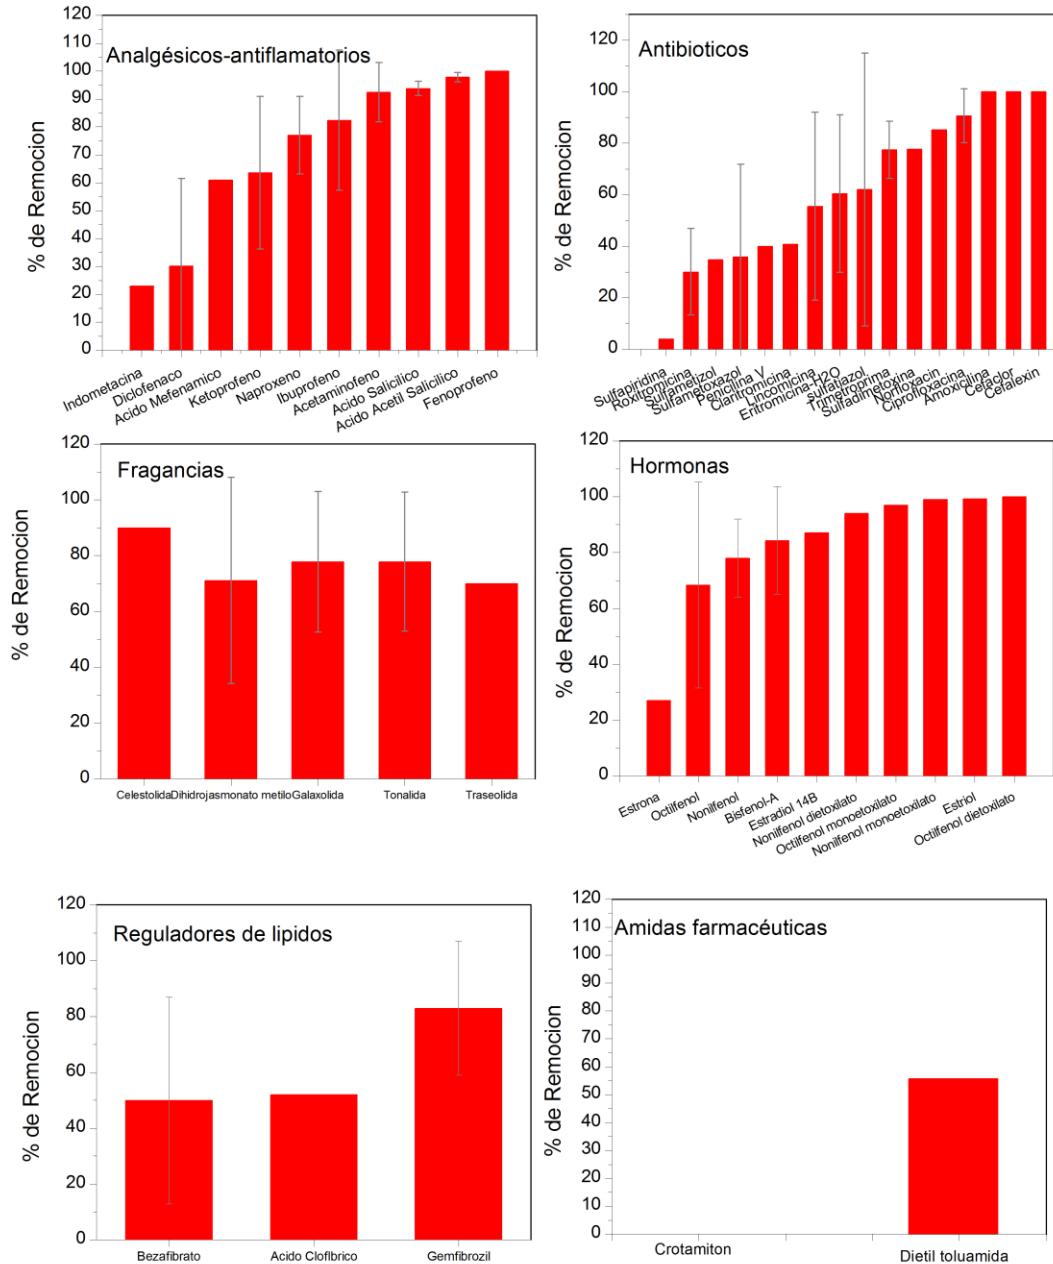 Analgésicos-antiflamatorios
% de Remocion
120
110
100
90
80
70
60
50
40
30
20
10
0
Indometacina
Diclofenaco
Acido Mefenamico
Ketoprofeno
Naproxeno
Ibuprofeno
Acetaminofeno
Acido Salicilico
Acido Acetil Salicilico
Fenoprofeno
Antibioticos
% de Remocion
120
100
80
60
40
20
0
Sulfapiridina
Roxitromicina
Sulfametizol
Sulfametoxazol
Penicilina V
Claritromicina
Lincomicina
Eritromicina-H2O
sulfatiazol
Trimetroprima
Sulfadimetoxina
Norfloxacin
Ciprofloxacina
Amoxicilina
Cefaclor
Cefalexin
Fragancias
% de Remocion
120
100
80
60
40
20
0
Celestolida
Dihidrojasmonato metilo
Galaxolida
Tonalida
Traseolida
Hormonas
% de Remocion
120
100
80
60
40
20
0
Estrona
Octilfenol
Nonilfenol
Bisfenol-A
Estradiol 14B
Nonilfenol dietoxilato
Octilfenol monoetoxilato
Nonilfenol monoetoxilato
Estriol
Octilfenol dietoxilato
Reguladores de lipidos
% de Remocion
120
100
80
60
40
20
0
Bezafibrato
Acido Cloflbrico
Gemfibrozil
Amidas farmacéuticas
% de Remocion
120
110
100
90
80
70
60
50
40
30
20
10
0
Crotamiton
Dietil toluamida